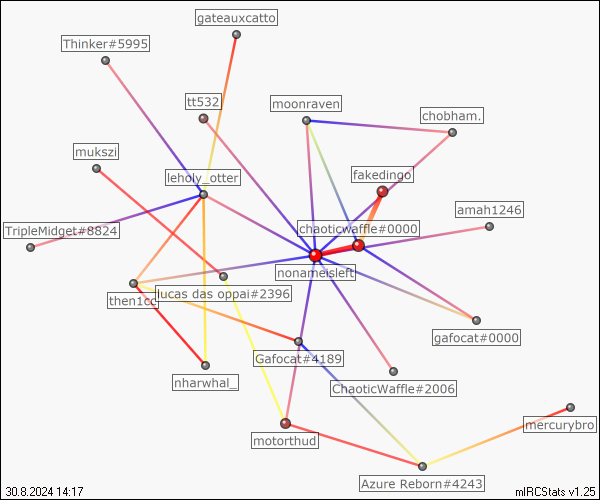 gateauxcatto
Thinker#5995
tt532
moonraven
chobham.
mukszi
fakedingo
leholy_otter
amah1246
chaoticwaffle#0000
TripleMidget#8824
nonameisleft
lucas das oppai#2396
then1cc
gafocat#0000
Gafocat#4189
nharwhal_
ChaoticWaffle#2006
mercurybro
motorthud
Azure Reborn#4243
30.8.2024 14:17
mIRCStats v1.25